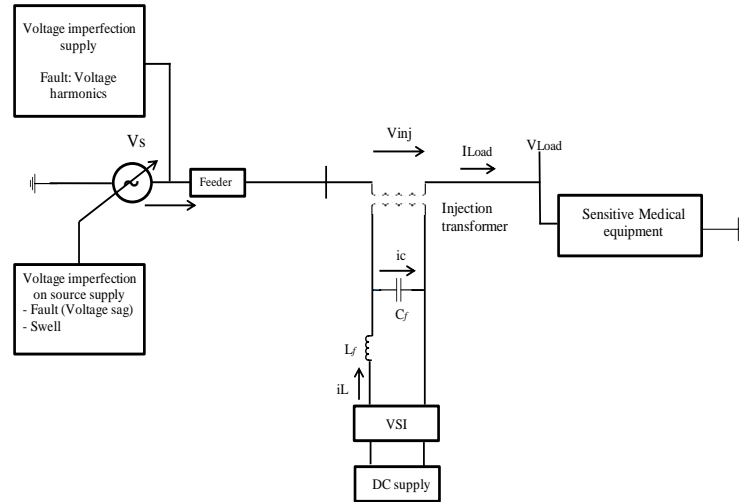 Voltage imperfection
supply
Fault: Voltage
harmonics
Vs
Feeder
Vinj
ILoad
VLoad
Injection
transformer
Sensitive Medical
equipment
ic
Cf
Lf
iL
VSI
DC supply
Voltage imperfection
on source supply
- Fault (Voltage sag)
- Swell